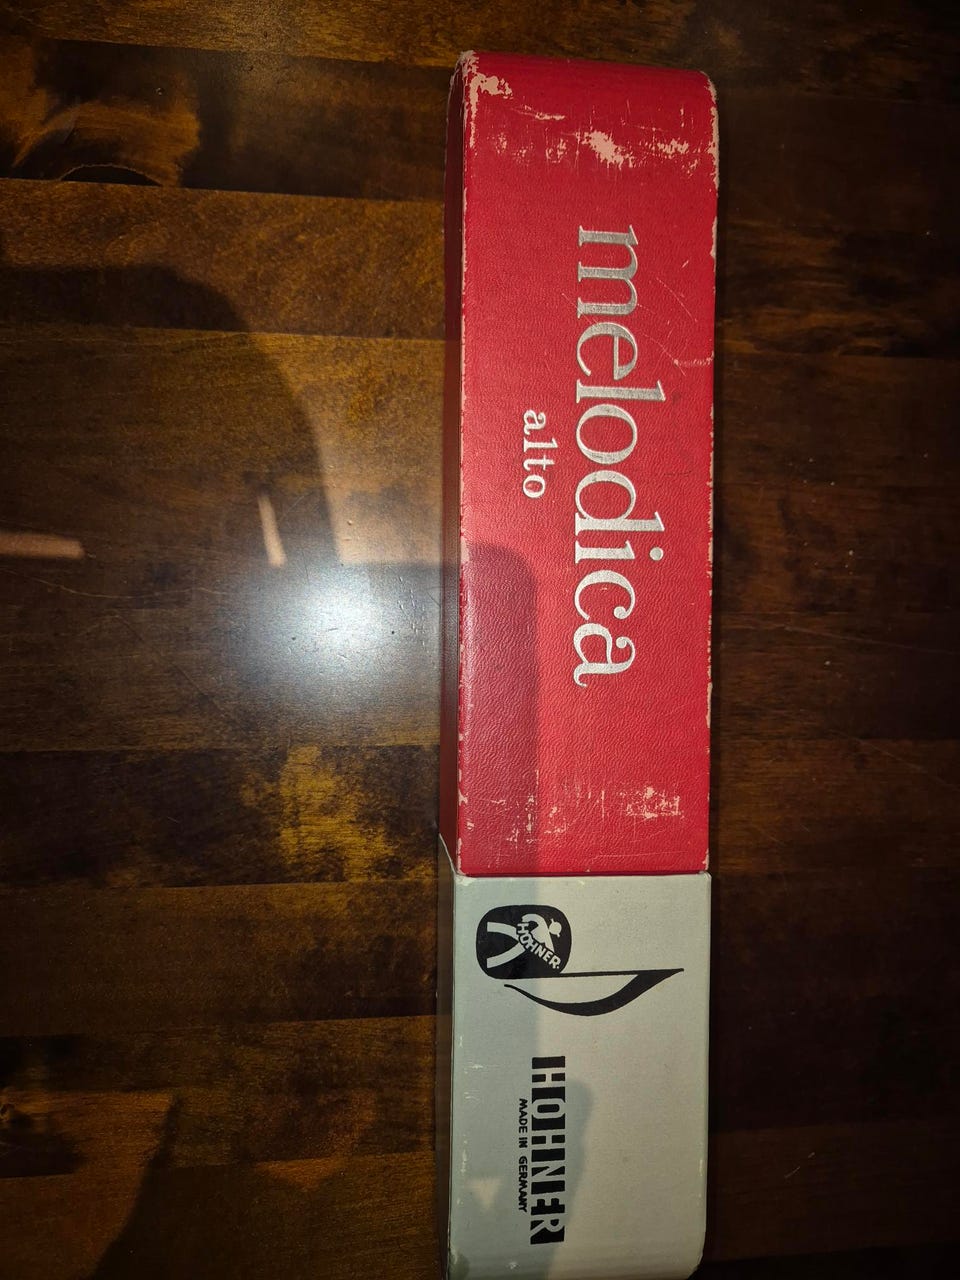 melodica
alto
HOHNER
HOHNER
MADE IN GERMANY